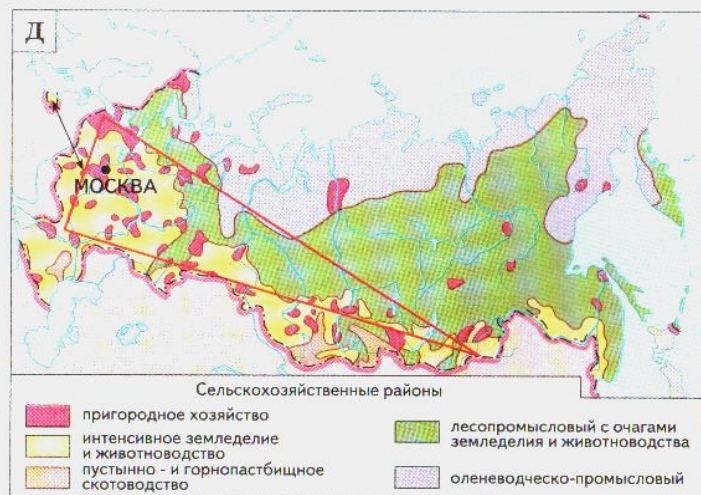 Д
МОСКВА
Сельскохозяйственные районы
пригородное хозяйство
интенсивное земледелие
и животноводство
пустынно - и горнопастбищное
скотоводство
лесопромысловый с очагами
земледелия и животноводства
оленеводческо-промысловый